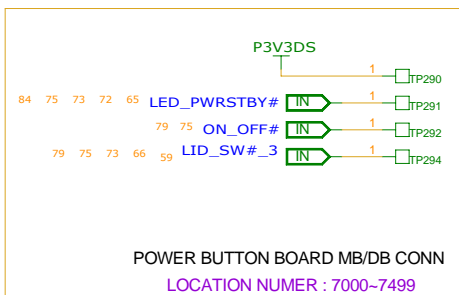 P3V3DS
1 TP290
84 75 73 72 65 LED_PWRSTBY# IN 1 TP291
79 75 ON_OFF# IN 1 TP292
79 75 73 66 59 LID_SW#_3 IN 1 TP294
POWER BUTTON BOARD MB/DB CONN
LOCATION NUMER : 7000~7499